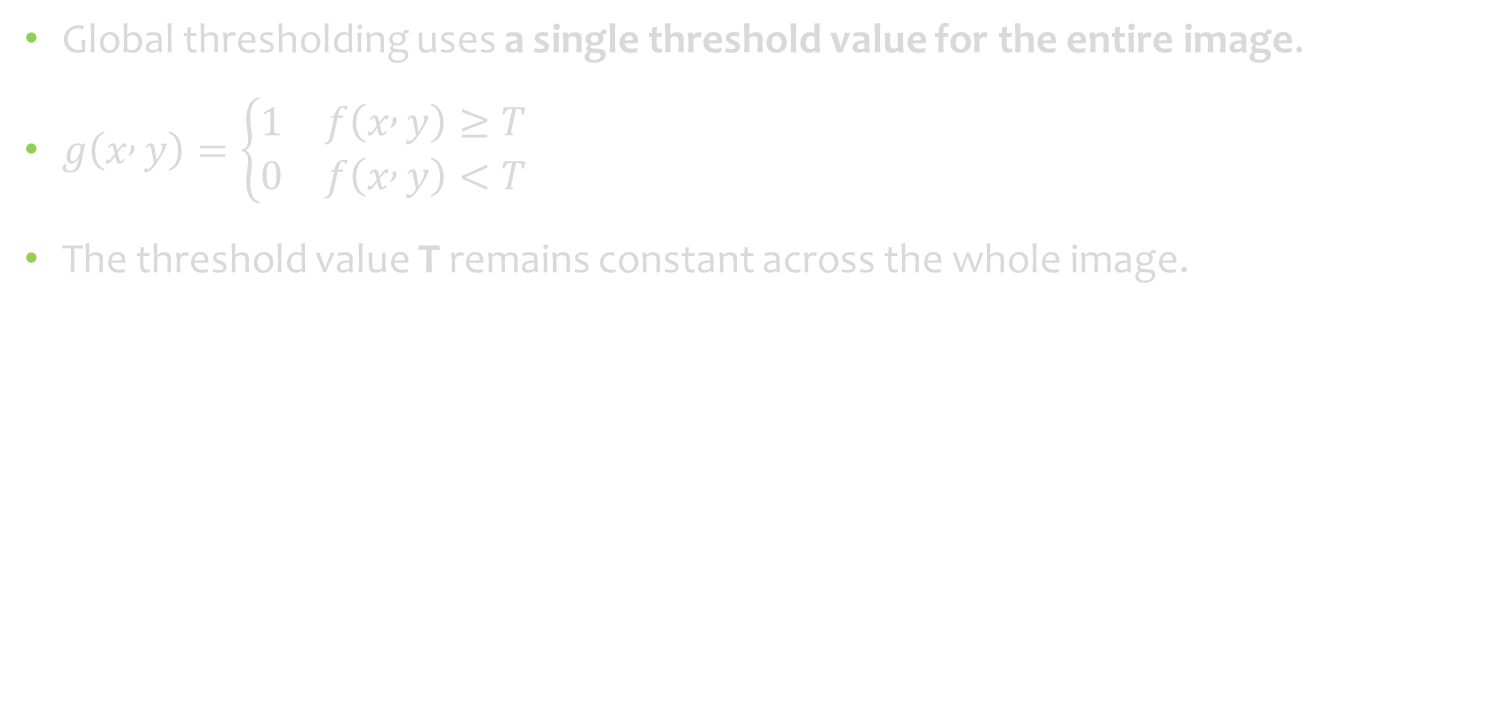 • Global thresholding uses a single threshold value for the entire image.
• g(x, y) = {1 f(x, y) ≥ T
0 f(x, y) < T
• The threshold value T remains constant across the whole image.